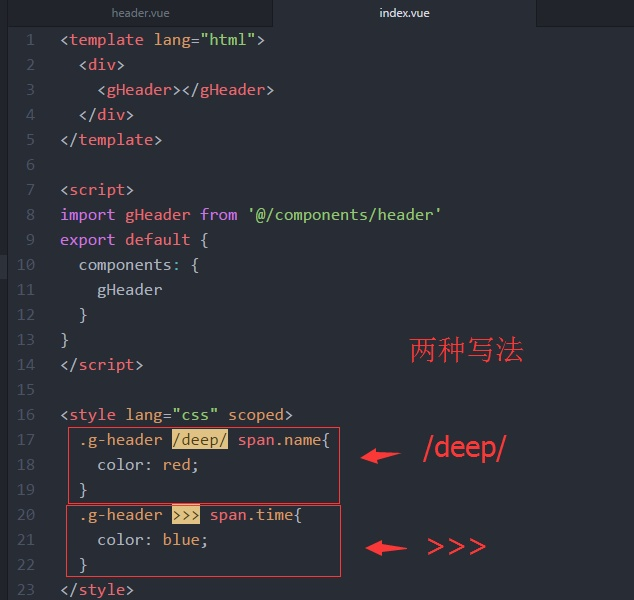 header.vue index.vue
1 <template lang="html">
2   <div>
3     <gHeader></gHeader>
4   </div>
5 </template>
6
7 <script>
8 import gHeader from '@/components/header'
9 export default {
10   components: {
11     gHeader
12   }
13 }
14 </script>
15
16 <style lang="css" scoped>
17   .g-header /deep/ span.name{
18     color: red;
19   }
20   .g-header >>> span.time{
21     color: blue;
22   }
23 </style>
两种写法
/deep/
>>>